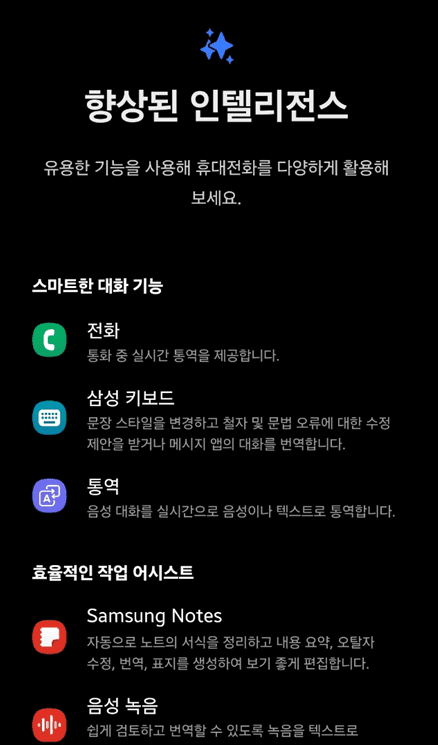 향상된 인텔리전스
유용한 기능을 사용해 휴대전화를 다양하게 활용해
보세요.
스마트한 대화 기능
전화
통화 중 실시간 통역을 제공합니다.
삼성 키보드
문장 스타일을 변경하고 철자 및 문법 오류에 대한 수정
제안을 받거나 메시지 앱의 대화를 번역합니다.
A
통역
음성 대화를 실시간으로 음성이나 텍스트로 통역합니다.
효율적인 작업 어시스트
Samsung Notes
자동으로 노트의 서식을 정리하고 내용 요약, 오탈자
수정, 번역, 표지를 생성하여 보기 좋게 편집합니다.
음성 녹음
쉽게 검토하고 번역할 수 있도록 녹음을 텍스트로